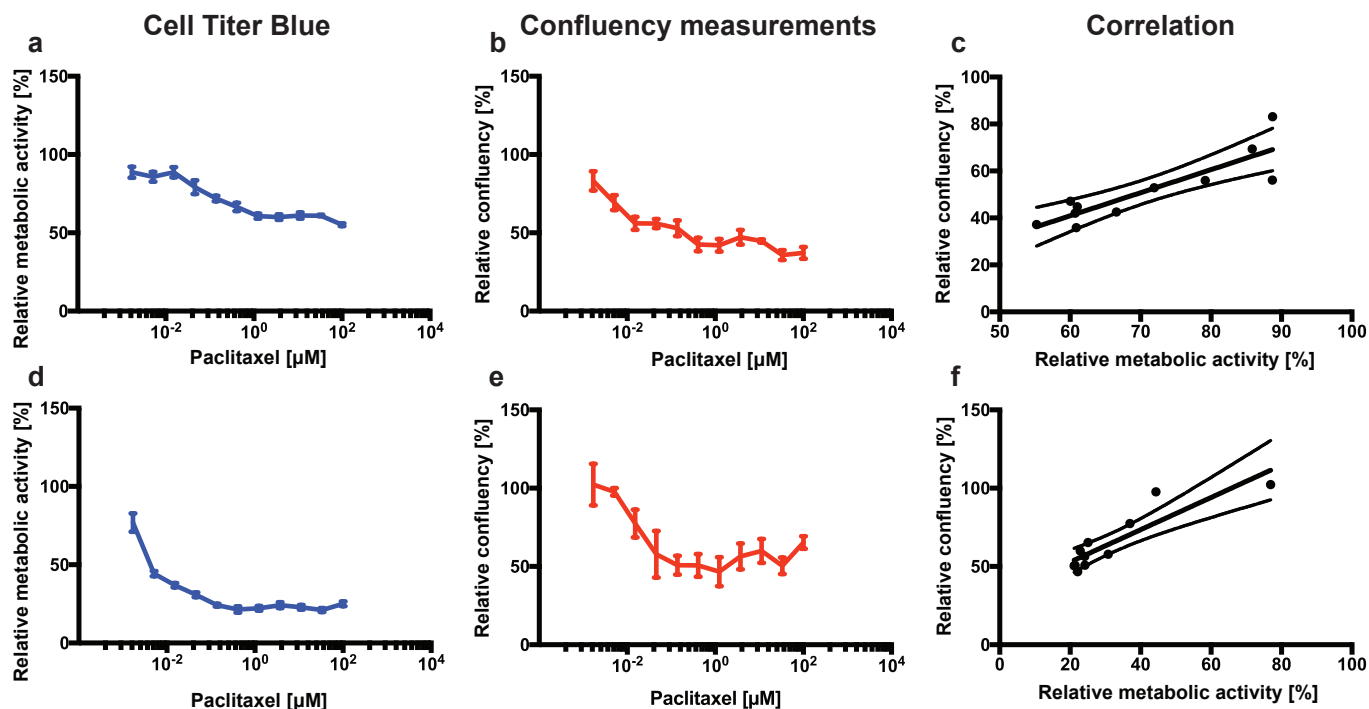 Cell Titer Blue
Confluency measurements
Correlation
a
Relative metabolic activity [%]
150
100
50
0
10-2
100
102
104
Paclitaxel [µM]
b
Relative confluency [%]
150
100
50
0
10-2
100
102
104
Paclitaxel [µM]
c
Relative confluency [%]
100
80
60
40
20
0
50
60
70
80
90
100
Relative metabolic activity [%]
d
Relative metabolic activity [%]
150
100
50
0
10-2
100
102
104
Paclitaxel [µM]
e
Relative confluency [%]
150
100
50
0
10-2
100
102
104
Paclitaxel [µM]
f
Relative confluency [%]
150
100
50
0
0
20
40
60
80
100
Relative metabolic activity [%]